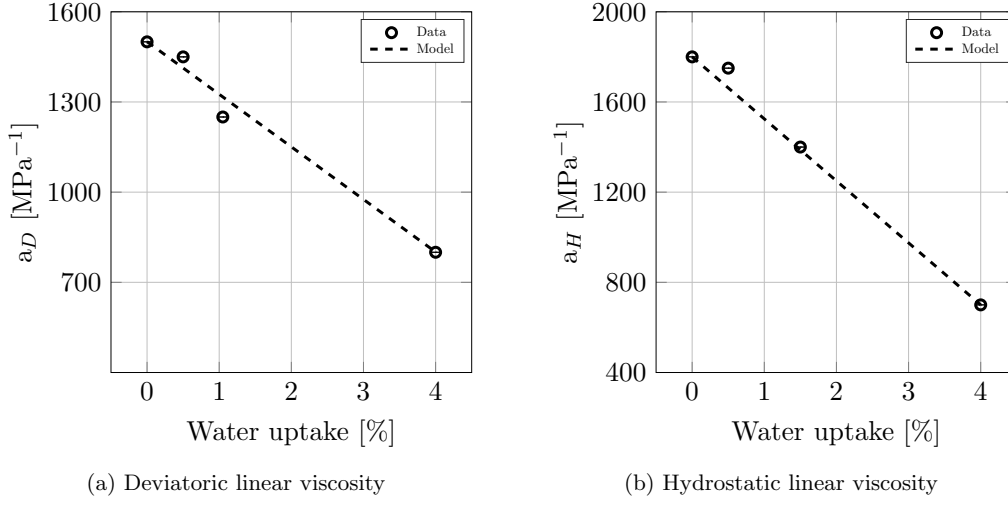 1600
1300
1000
700
0 1 2 3 4
Water uptake [%]
a_D [MPa⁻¹]
Data
Model
(a) Deviatoric linear viscosity
2000
1600
1200
800
400
0 1 2 3 4
Water uptake [%]
a_H [MPa⁻¹]
Data
Model
(b) Hydrostatic linear viscosity